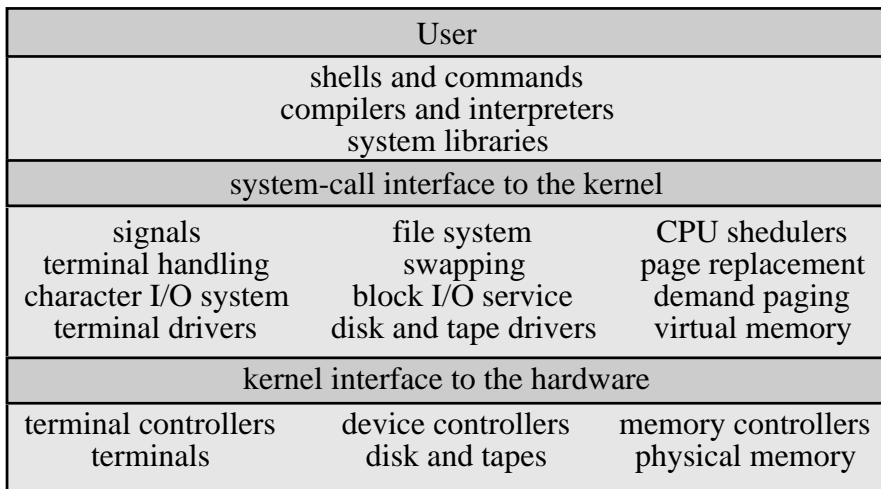 User
shells and commands
compilers and interpreters
system libraries
system-call interface to the kernel
signals file system CPU shedulers
terminal handling swapping page replacement
character I/O system block I/O service demand paging
terminal drivers disk and tape drivers virtual memory
kernel interface to the hardware
terminal controllers device controllers memory controllers
terminals disk and tapes physical memory